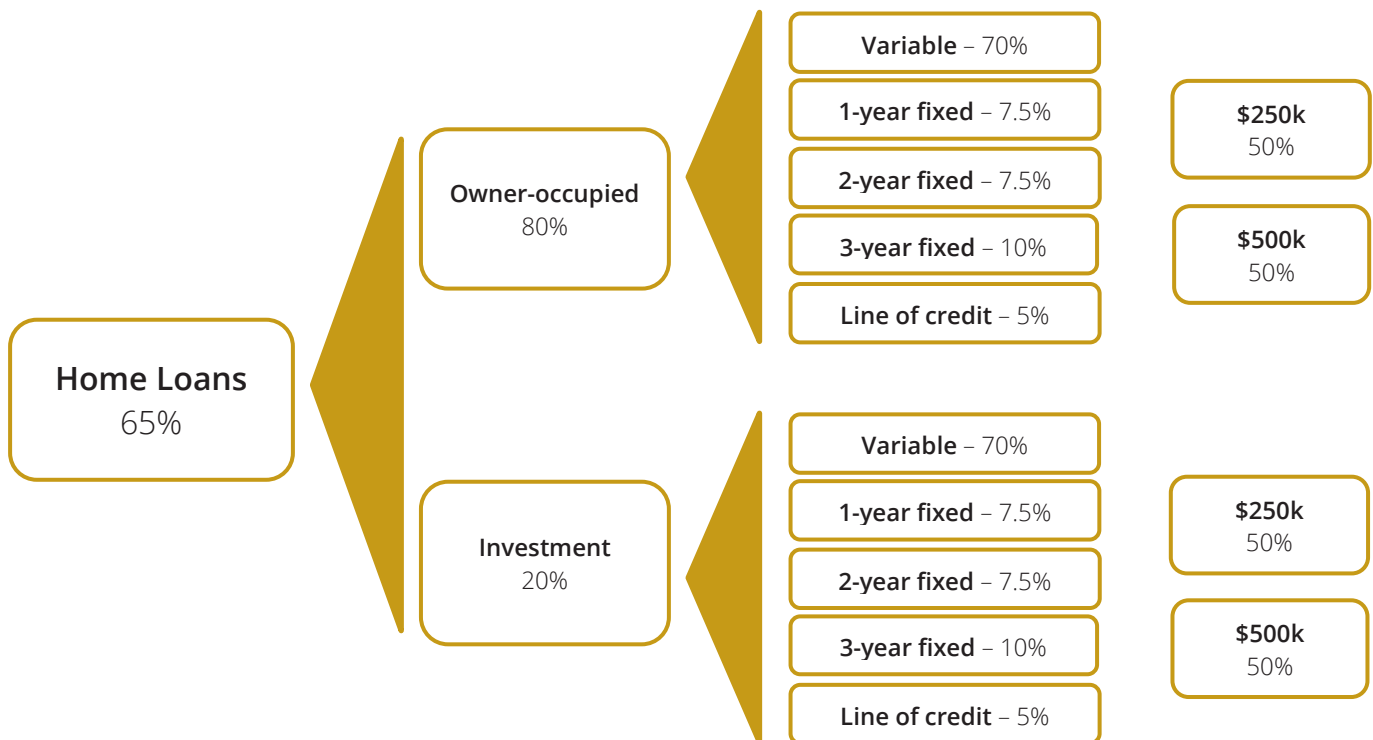 Home Loans
65%
Owner-occupied
80%
Variable – 70%
1-year fixed – 7.5%
2-year fixed – 7.5%
3-year fixed – 10%
Line of credit – 5%
$250k
50%
$500k
50%
Investment
20%
Variable – 70%
1-year fixed – 7.5%
2-year fixed – 7.5%
3-year fixed – 10%
Line of credit – 5%
$250k
50%
$500k
50%